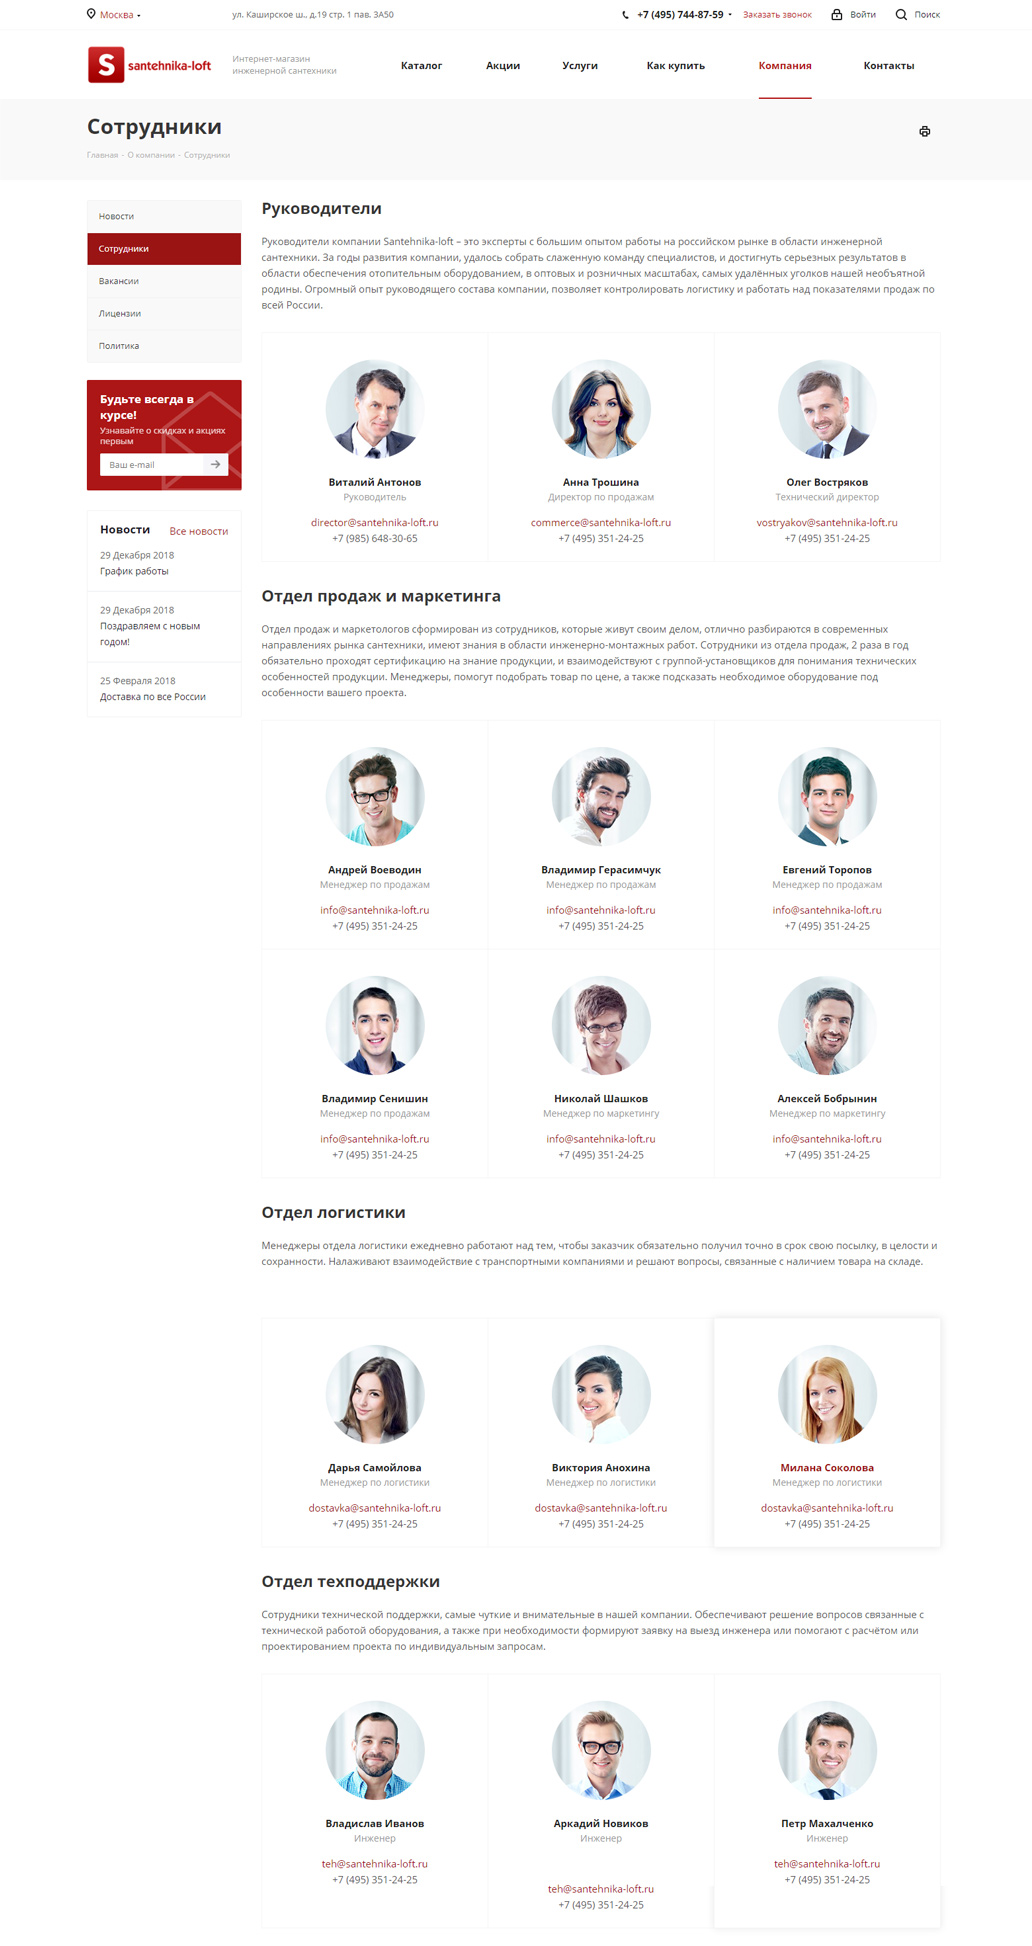 Москва
ул. Каширское ш., д.19 стр. 1 пав. 3А50
+7 (495) 744-87-59
Заказать звонок
Войти
Поиск
S santehnika-loft
Интернет-магазин
инженерной сантехники
Каталог
Акции
Услуги
Как купить
Компания
Контакты
Сотрудники
Главная - О компании - Сотрудники
Новости
Сотрудники
Вакансии
Лицензии
Политика
Будьте всегда в
курсе!
Узнавайте о скидках и акциях
первым
Ваш e-mail
Новости Все новости
29 Декабря 2018
График работы
29 Декабря 2018
Поздравляем с новым
годом!
25 Февраля 2018
Доставка по все России
Руководители
Руководители компании Santehnika-loft – это эксперты с большим опытом работы на российском рынке в области инженерной
сантехники. За годы развития компании, удалось собрать слаженную команду специалистов, и достигнуть серьезных результатов в
области обеспечения отопительным оборудованием, в оптовых и розничных масштабах, самых удалённых уголков нашей необъятной
родины. Огромный опыт руководящего состава компании, позволяет контролировать логистику и работать над показателями продаж по
всей России.
Виталий Антонов
Руководитель
director@santehnika-loft.ru
+7 (985) 648-30-65
Анна Трошина
Директор по продажам
commerce@santehnika-loft.ru
+7 (495) 351-24-25
Олег Востряков
Технический директор
vostryakov@santehnika-loft.ru
+7 (495) 351-24-25
Отдел продаж и маркетинга
Отдел продаж и маркетологов сформирован из сотрудников, которые живут своим делом, отлично разбираются в современных
направлениях рынка сантехники, имеют знания в области инженерно-монтажных работ. Сотрудники из отдела продаж, 2 раза в год
обязательно проходят сертификацию на знание продукции, и взаимодействуют с группой-установщиков для понимания технических
особенностей продукции. Менеджеры, помогут подобрать товар по цене, а также подсказать необходимое оборудование под
особенности вашего проекта.
Андрей Воеводин
Менеджер по продажам
info@santehnika-loft.ru
+7 (495) 351-24-25
Владимир Герасимчук
Менеджер по продажам
info@santehnika-loft.ru
+7 (495) 351-24-25
Евгений Торопов
Менеджер по продажам
info@santehnika-loft.ru
+7 (495) 351-24-25
Владимир Сенишин
Менеджер по продажам
info@santehnika-loft.ru
+7 (495) 351-24-25
Николай Шашков
Менеджер по маркетингу
info@santehnika-loft.ru
+7 (495) 351-24-25
Алексей Бобрынин
Менеджер по маркетингу
info@santehnika-loft.ru
+7 (495) 351-24-25
Отдел логистики
Менеджеры отдела логистики ежедневно работают над тем, чтобы заказчик обязательно получил точно в срок свою посылку, в целости и
сохранности. Налаживают взаимодействие с транспортными компаниями и решают вопросы, связанные с наличием товара на складе.
Дарья Самойлова
Менеджер по логистики
dostavka@santehnika-loft.ru
+7 (495) 351-24-25
Виктория Анохина
Менеджер по логистики
dostavka@santehnika-loft.ru
+7 (495) 351-24-25
Милана Соколова
Менеджер по логистики
dostavka@santehnika-loft.ru
+7 (495) 351-24-25
Отдел техподдержки
Сотрудники технической поддержки, самые чуткие и внимательные в нашей компании. Обеспечивают решение вопросов связанные с
технической работой оборудования, а также при необходимости формируют заявку на выезд инженера или помогают с расчётом или
проектированием проекта по индивидуальным запросам.
Владислав Иванов
Инженер
teh@santehnika-loft.ru
+7 (495) 351-24-25
Аркадий Новиков
Инженер
teh@santehnika-loft.ru
+7 (495) 351-24-25
Петр Махалченко
Инженер
teh@santehnika-loft.ru
+7 (495) 351-24-25